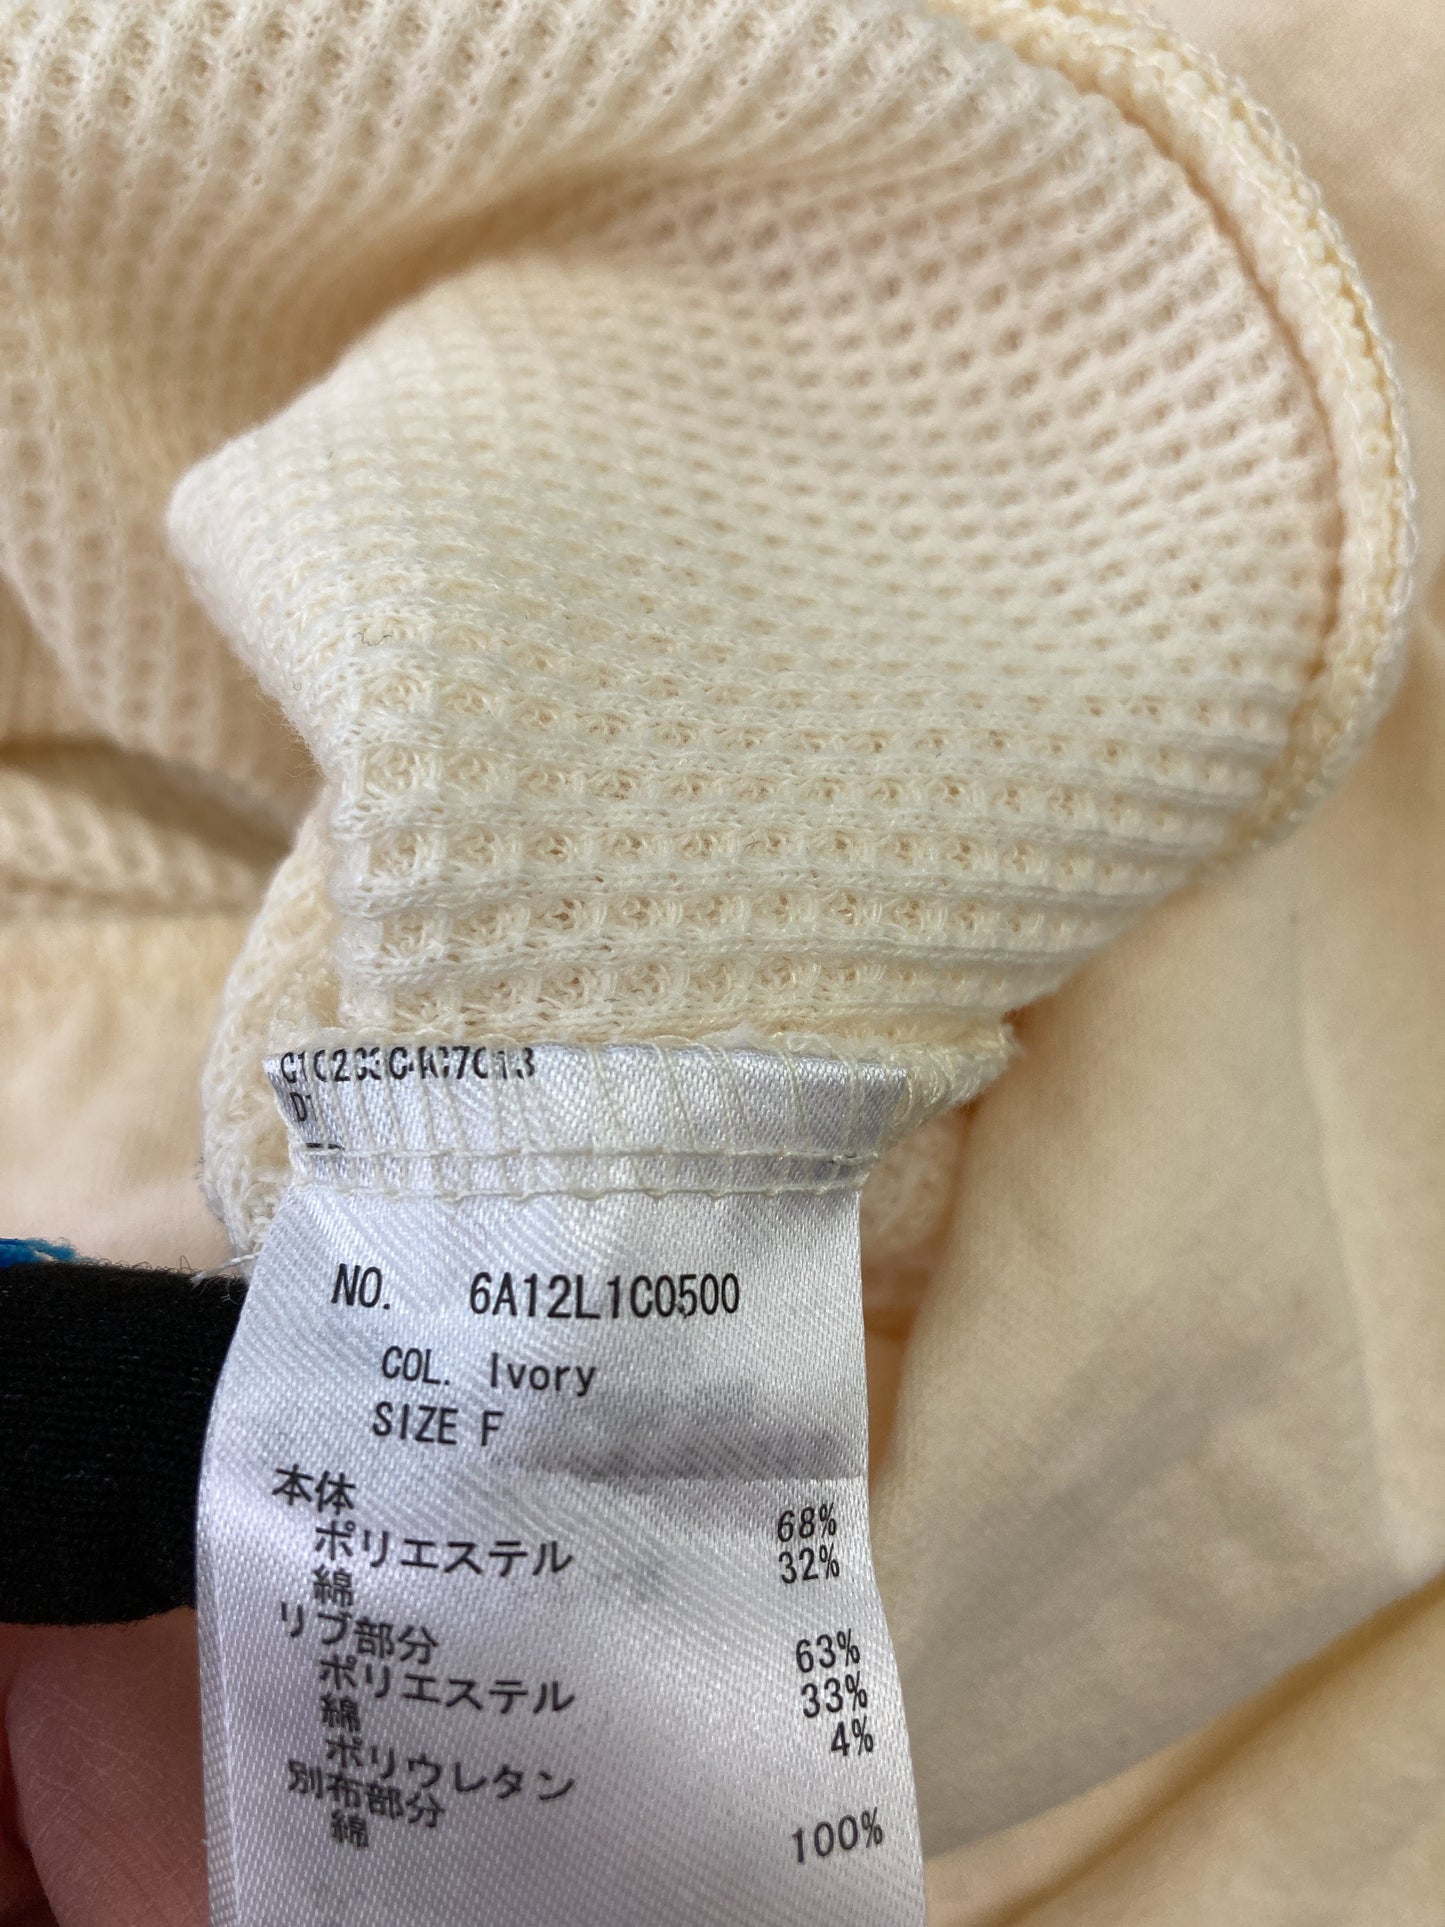 NO. 6A12L1C0500
COL. Ivory
SIZE F
本体
ポリエステル 68%
綿 32%
リブ部分
ポリエステル 63%
綿 33%
ポリウレタン 4%
別布部分
綿 100%